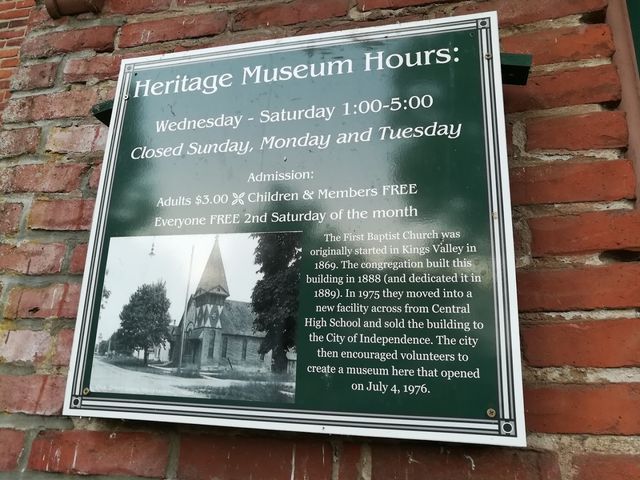 Heritage Museum Hours:
Wednesday - Saturday 1:00-5:00
Closed Sunday, Monday and Tuesday
Admission:
Adults $3.00 ⌘ Children & Members FREE
Everyone FREE 2nd Saturday of the month
The First Baptist Church was
originally started in Kings Valley in
1869. The congregation built this
building in 1888 (and dedicated it in
1889). In 1975 they moved into a
new facility across from Central
High School and sold the building to
the City of Independence. The city
then encouraged volunteers to
create a museum here that opened
on July 4, 1976.